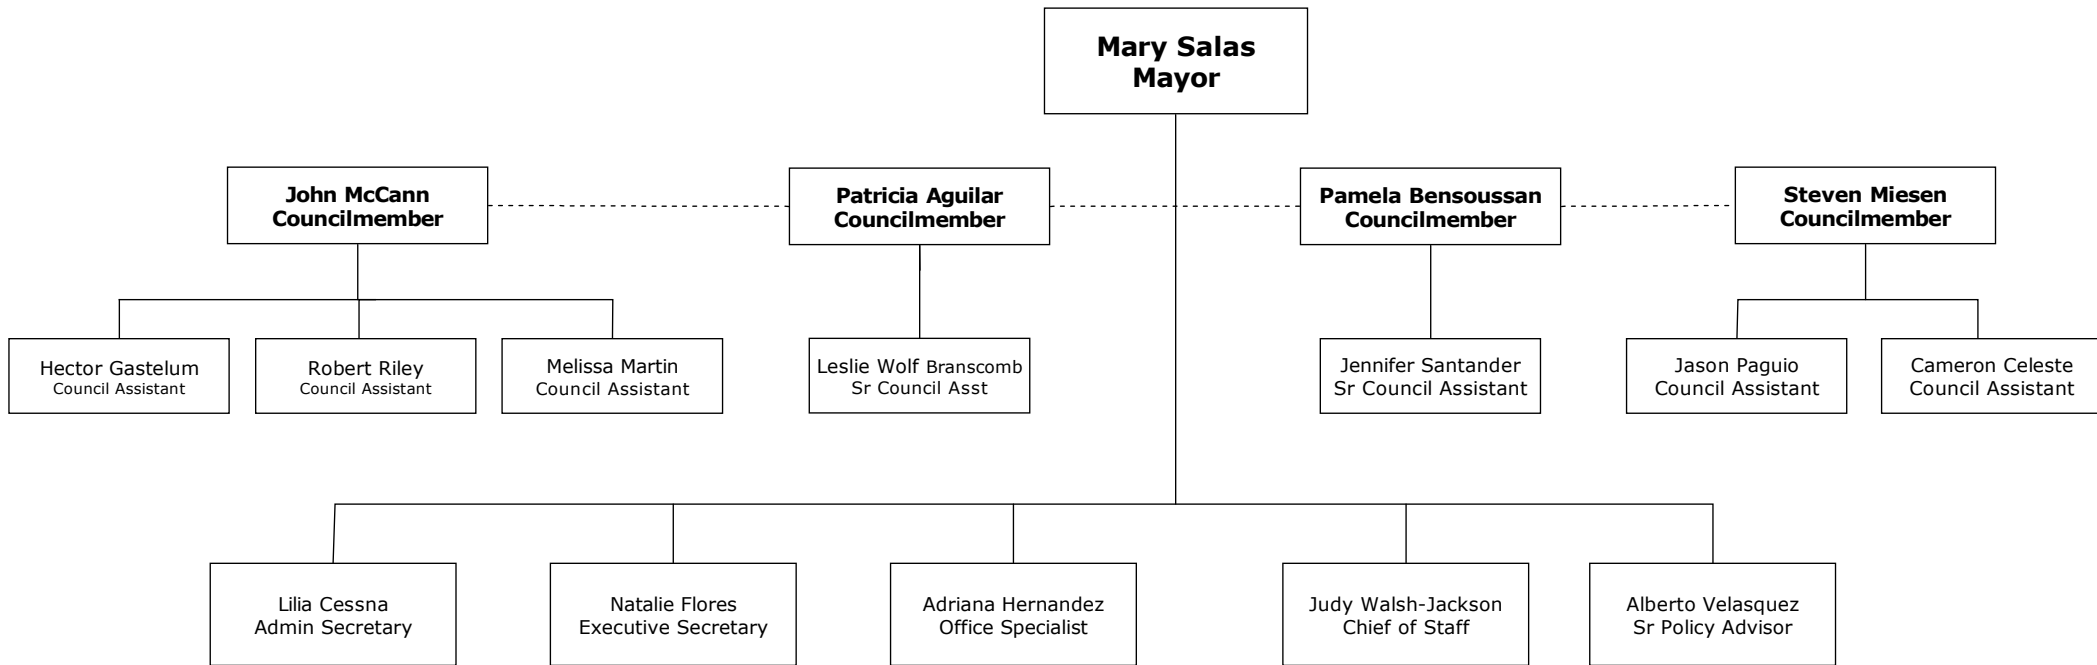 Mary Salas
Mayor
John McCann
Councilmember
Patricia Aguilar
Councilmember
Pamela Bensoussan
Councilmember
Steven Miesen
Councilmember
Hector Gastelum
Council Assistant
Robert Riley
Council Assistant
Melissa Martin
Council Assistant
Leslie Wolf Branscomb
Sr Council Asst
Jennifer Santander
Sr Council Assistant
Jason Paguio
Council Assistant
Cameron Celeste
Council Assistant
Lilia Cessna
Admin Secretary
Natalie Flores
Executive Secretary
Adriana Hernandez
Office Specialist
Judy Walsh-Jackson
Chief of Staff
Alberto Velasquez
Sr Policy Advisor